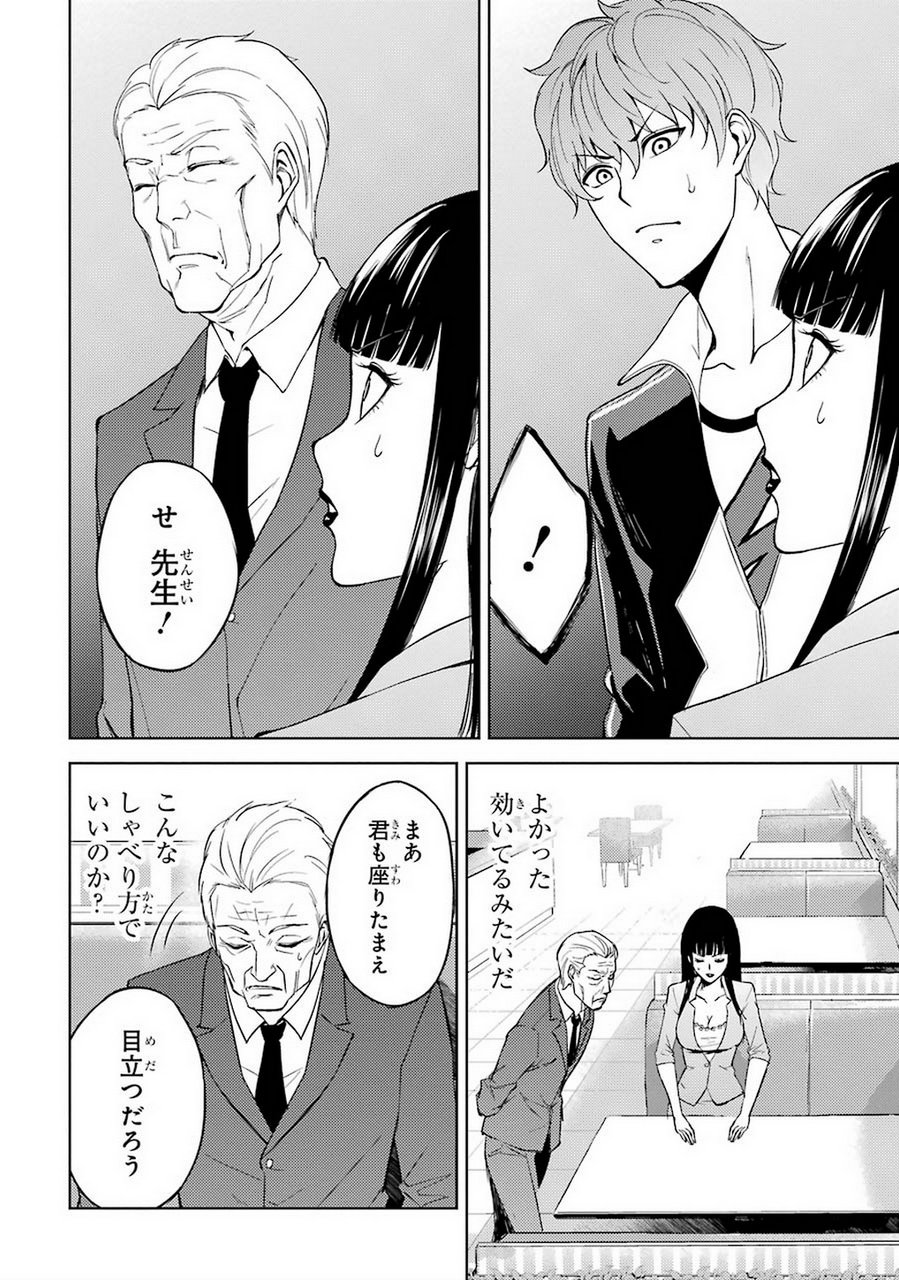 ！
せ
先生！
よかった
効いてるみたいだ
まあ
君も座りたまえ
こんな
しゃべり方で
いいのか？
目立つだろう